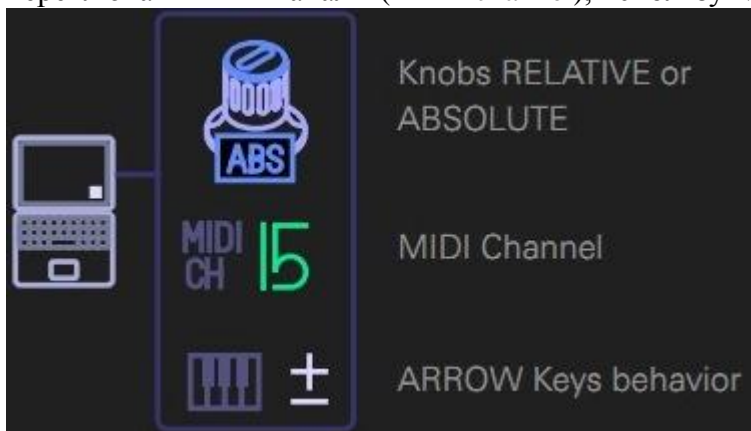 Knobs RELATIVE or
ABSOLUTE
ABS
MIDI
CH 15
MIDI Channel
± ARROW Keys behavior